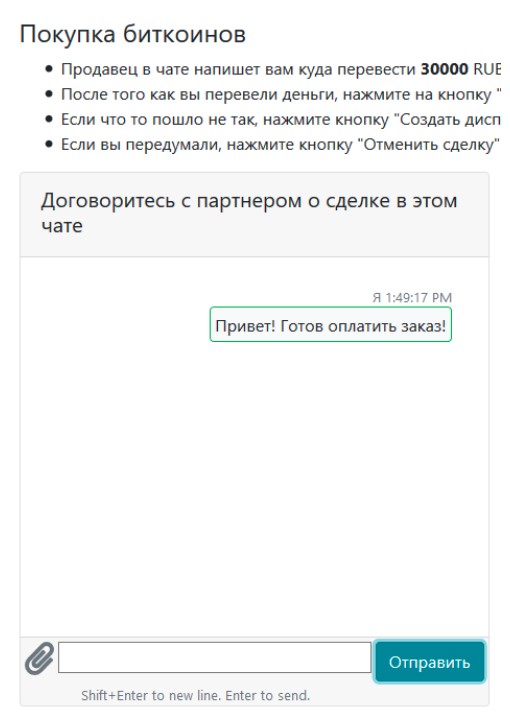 Покупка биткоинов
• Продавец в чате напишет вам куда перевести 30000 RUB
• После того как вы перевели деньги, нажмите на кнопку "
• Если что то пошло не так, нажмите кнопку "Создать дисп
• Если вы передумали, нажмите кнопку "Отменить сделку"
Договоритесь с партнером о сделке в этом
чате
Я 1:49:17 PM
Привет! Готов оплатить заказ!
Отправить
Shift+Enter to new line. Enter to send.